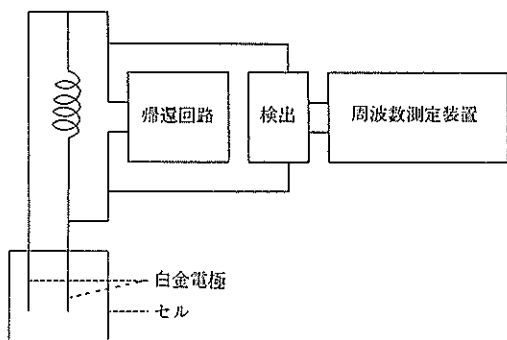 帰還回路
検出
周波数測定装置
白金電極
セル